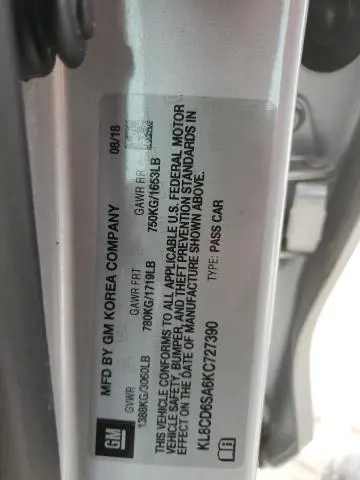 GM
MFD BY GM KOREA COMPANY 08/18
GVWR GAWR FRT GAWR RR
1388KG/3060LB 780KG/1719LB 750KG/1653LB
THIS VEHICLE CONFORMS TO ALL APPLICABLE U.S. FEDERAL MOTOR
VEHICLE SAFETY, BUMPER, AND THEFT PREVENTION STANDARDS IN
EFFECT ON THE DATE OF MANUFACTURE SHOWN ABOVE.
KL8CD6SA6KC727390 TYPE: PASS CAR